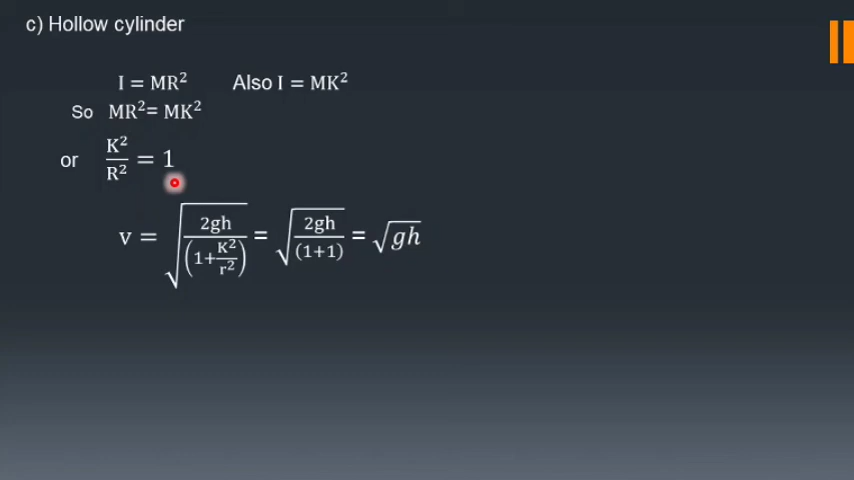 c) Hollow cylinder
I = MR² Also I = MK²
So MR²= MK²
or K²/R² = 1
v = √(2gh/(1+K²/r²)) = √(2gh/(1+1)) = √gh